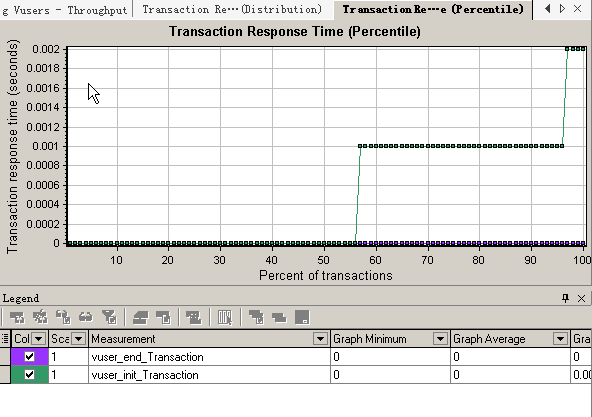 g Vusers - Throughput
Transaction Re⋯(Distribution)
Transaction Re⋯e (Percentile)
Transaction Response Time (Percentile)
Transaction response time (seconds)
0.002
0.0018
0.0016
0.0014
0.0012
0.001
0.0008
0.0006
0.0004
0.0002
0
10 20 30 40 50 60 70 80 90 100
Percent of transactions
Legend
Col Sca Measurement Graph Minimum Graph Average Gra
1 vuser_end_Transaction 0 0 0
1 vuser_init_Transaction 0 0 0.00